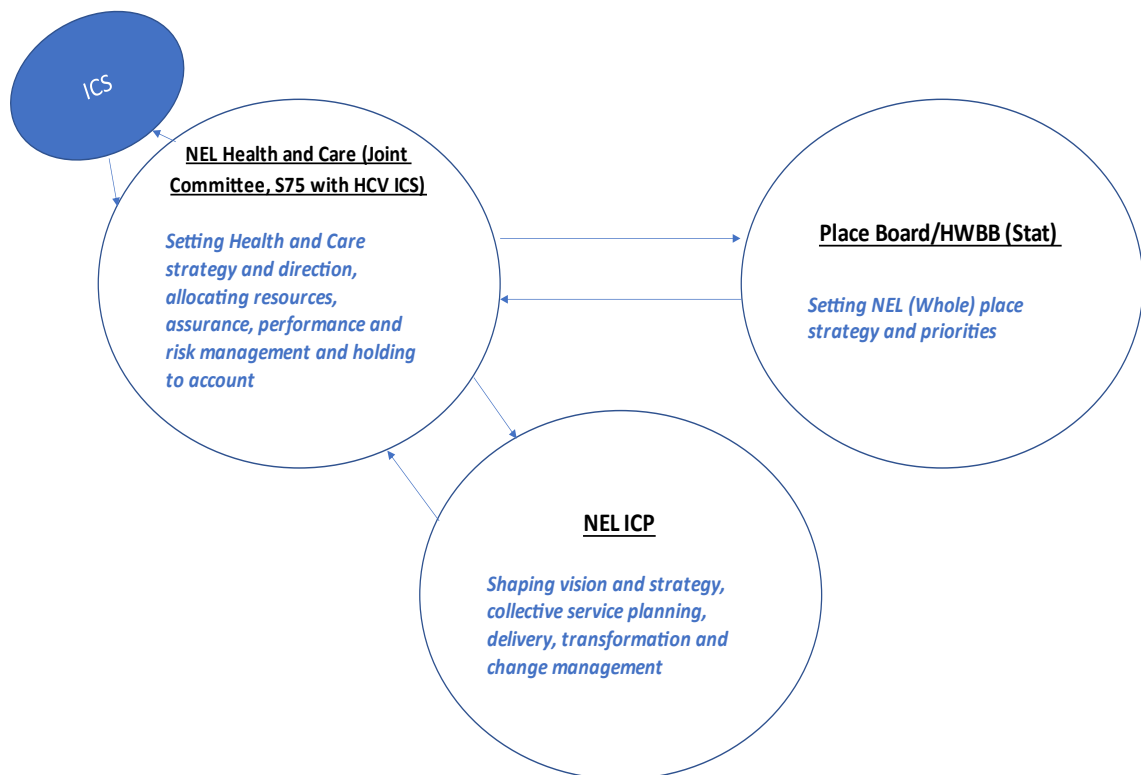 ICS
NEL Health and Care (Joint
Committee, S75 with HCV ICS)
Setting Health and Care
strategy and direction,
allocating resources,
assurance, performance and
risk management and holding
to account
Place Board/HWBB (Stat)
Setting NEL (Whole) place
strategy and priorities
NEL ICP
Shaping vision and strategy,
collective service planning,
delivery, transformation and
change management